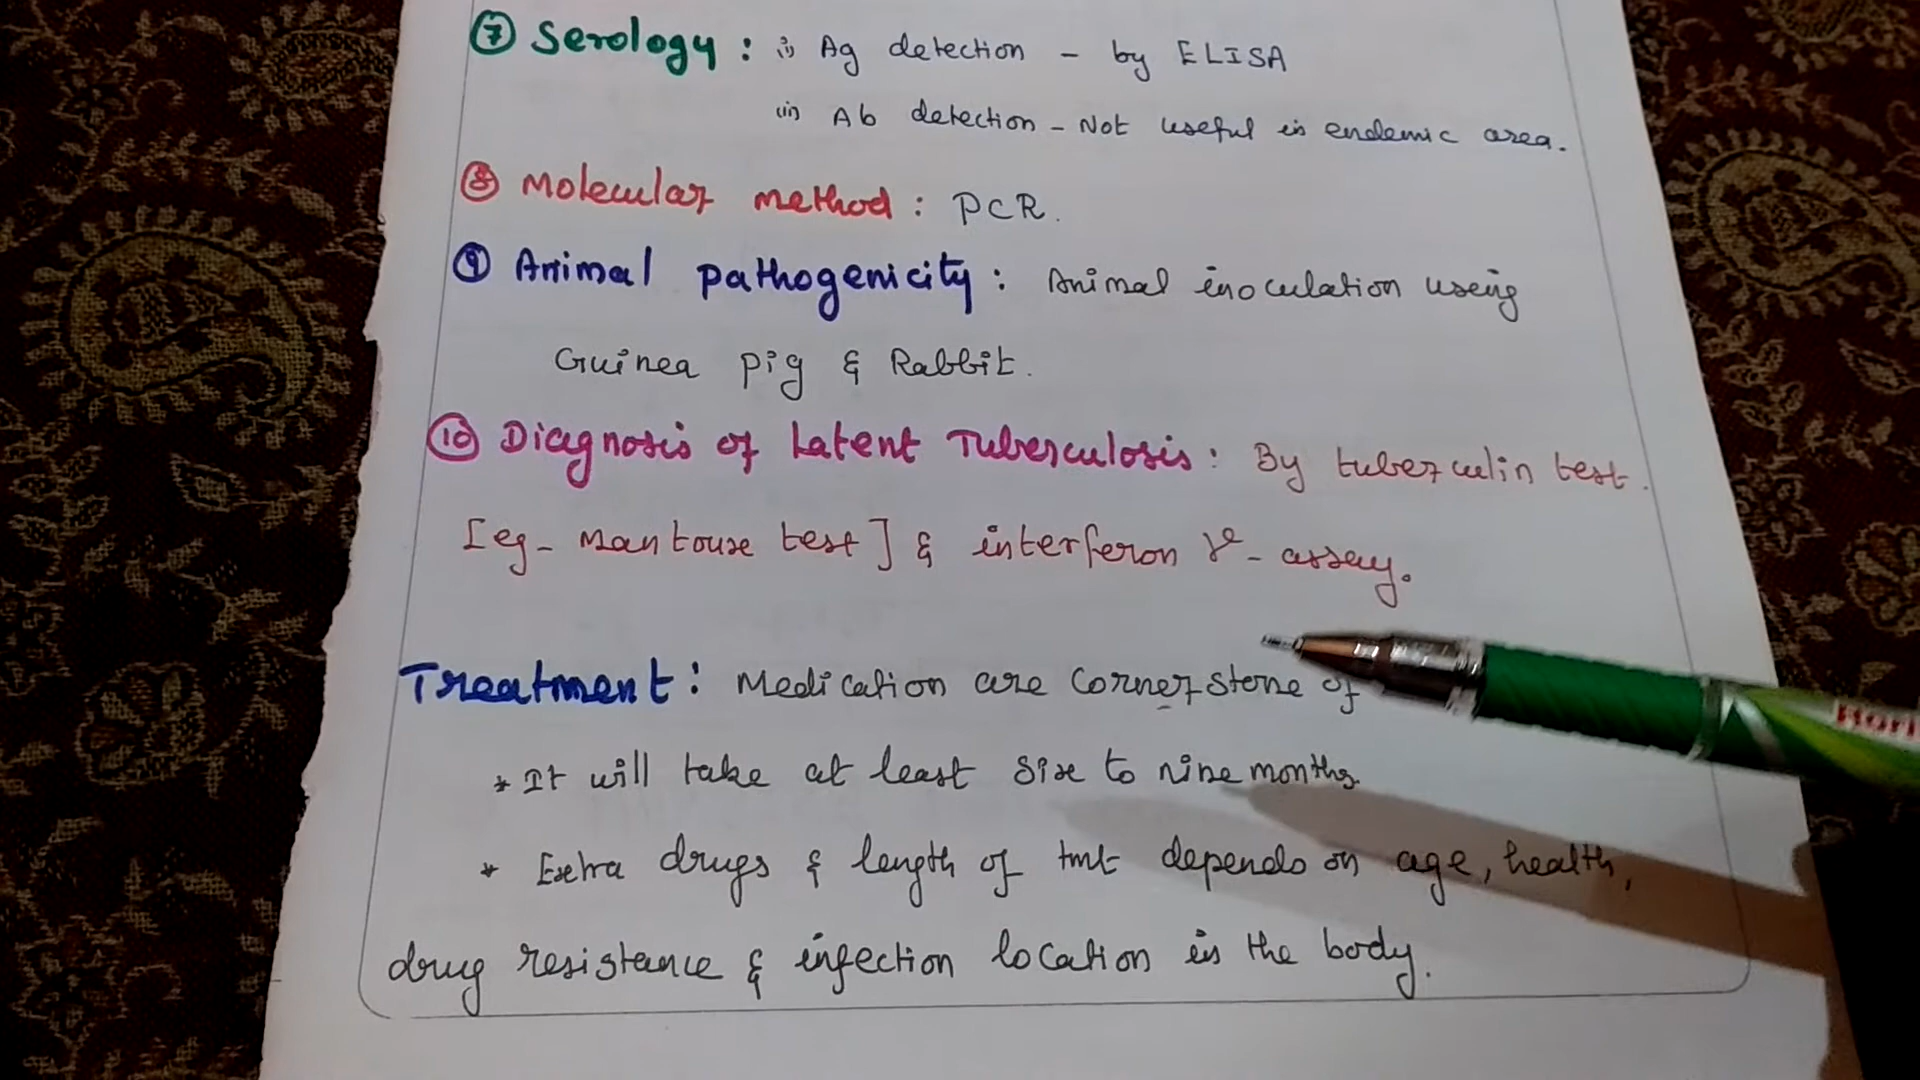 ⑦ Serology : i) Ag detection - by ELISA
ii) Ab detection - Not useful in endemic area.
⑧ Molecular method : PCR.
⑨ Animal pathogenicity : Animal inoculation using
Guinea pig & Rabbit.
⑩ Diagnosis of Latent Tuberculosis : By tuberculin test.
[eg- Mantoux test] & interferon γ - assay.
Treatment : Medication are cornerstone of
* It will take at least six to nine months.
* Extra drugs & length of tmt depends on age, health,
drug resistance & infection location in the body.